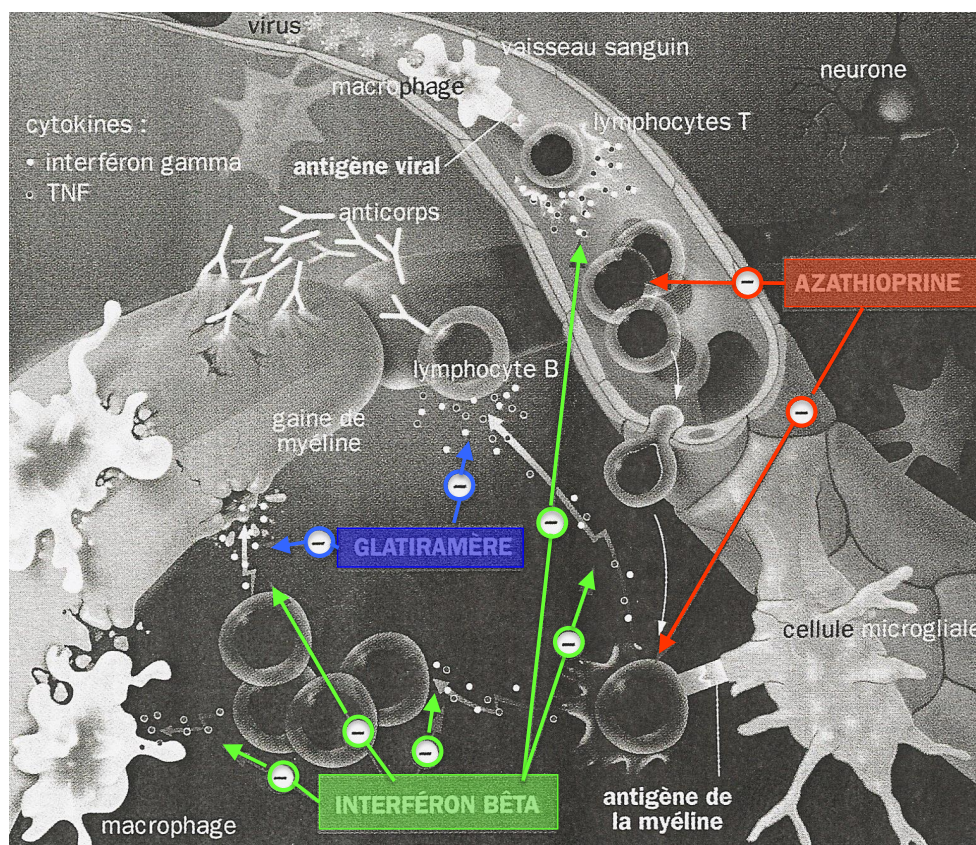 virus
vaisseau sanguin
macrophage
neurone
cytokines :
lymphocytes T
• interféron gamma
antigène viral
○ TNF
anticorps
AZATHIOPRINE
lymphocyte B
gaine de
myéline
GLATIRAMÈRE
cellule microgliale
INTERFÉRON BÊTA
antigène de
la myéline
macrophage